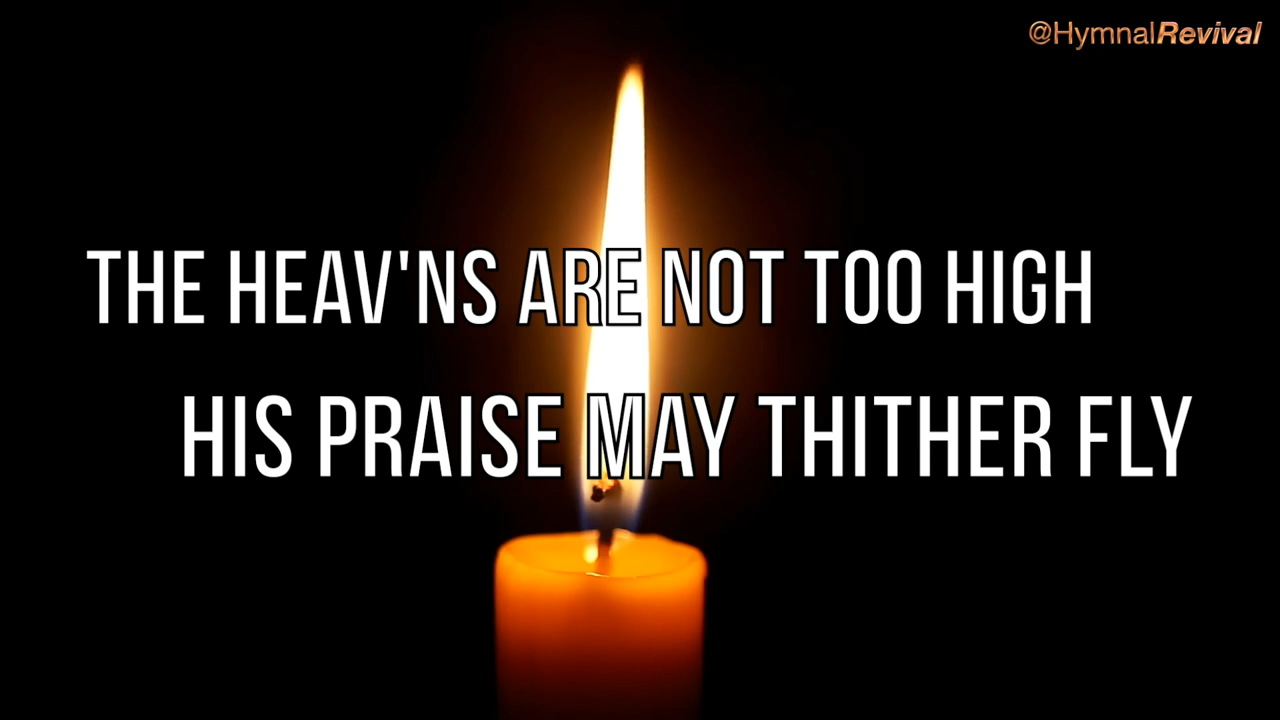 @HymnalRevival
THE HEAV'NS ARE NOT TOO HIGH
HIS PRAISE MAY THITHER FLY